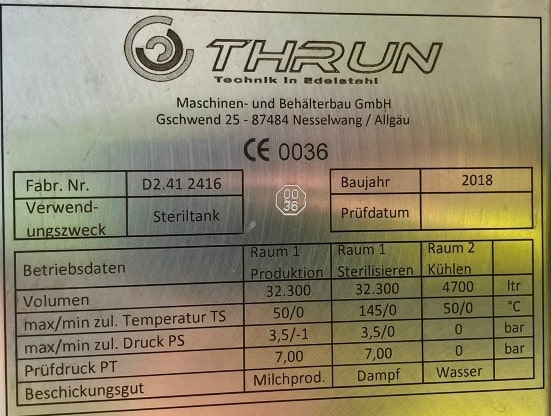 THRUN
Technik in Edelstahl
Maschinen- und Behälterbau GmbH
Gschwend 25 - 87484 Nesselwang / Allgäu
CE 0036
Fabr. Nr. D2.41 2416
Verwend-
ungszweck Steriltank
00
36
Baujahr 2018
Prüfdatum
Betriebsdaten Raum 1 Produktion Raum 1 Sterilisieren Raum 2 Kühlen
Volumen 32.300 32.300 4700 ltr
max/min zul. Temperatur TS 50/0 145/0 50/0 °C
max/min zul. Druck PS 3,5/-1 3,5/0 0 bar
Prüfdruck PT 7,00 7,00 0 bar
Beschickungsgut Milchprod. Dampf Wasser